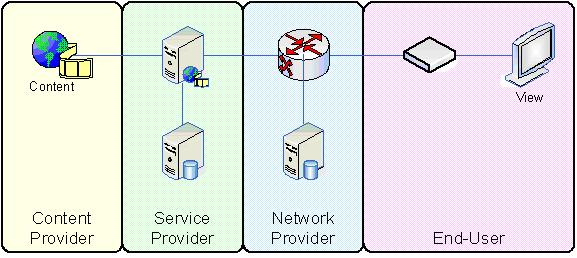 Content
View
Content
Provider
Service
Provider
Network
Provider
End-User